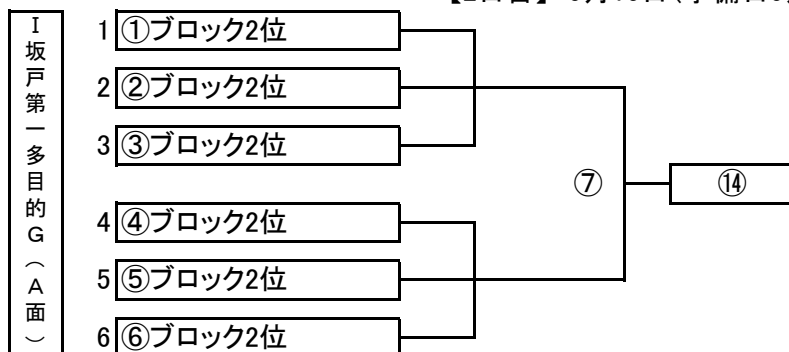 Ⅰ坂戸第一多目的G（A面）
1 ①ブロック2位
2 ②ブロック2位
3 ③ブロック2位
⑦ ⑭
4 ④ブロック2位
5 ⑤ブロック2位
6 ⑥ブロック2位